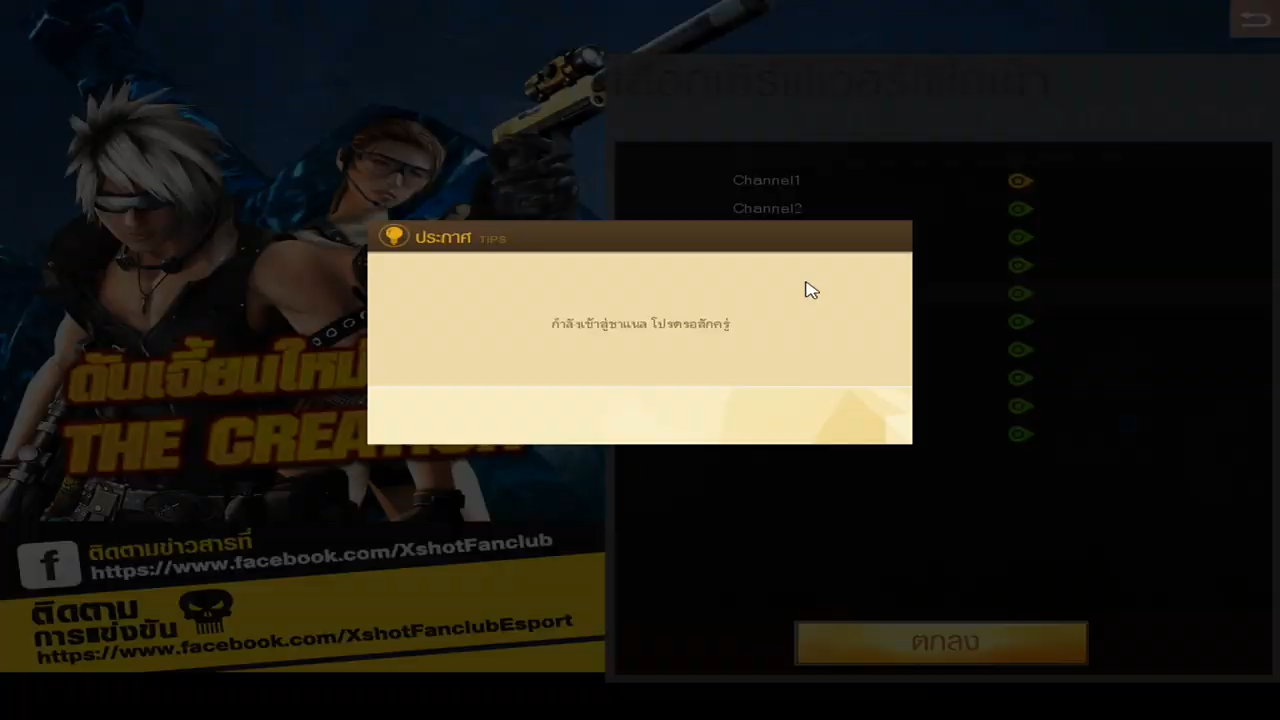 Channel1
Channel2
ประกาศ TIPS
กำลังเข้าสู่ชาแนล โปรดรอสักครู่
ดันเจี้ยนใหม่
THE CREATION
ติดตามข่าวสารที่
https://www.facebook.com/XshotFanclub
ติดตาม
การแข่งขัน
https://www.facebook.com/XshotFanclubEsport
ตกลง